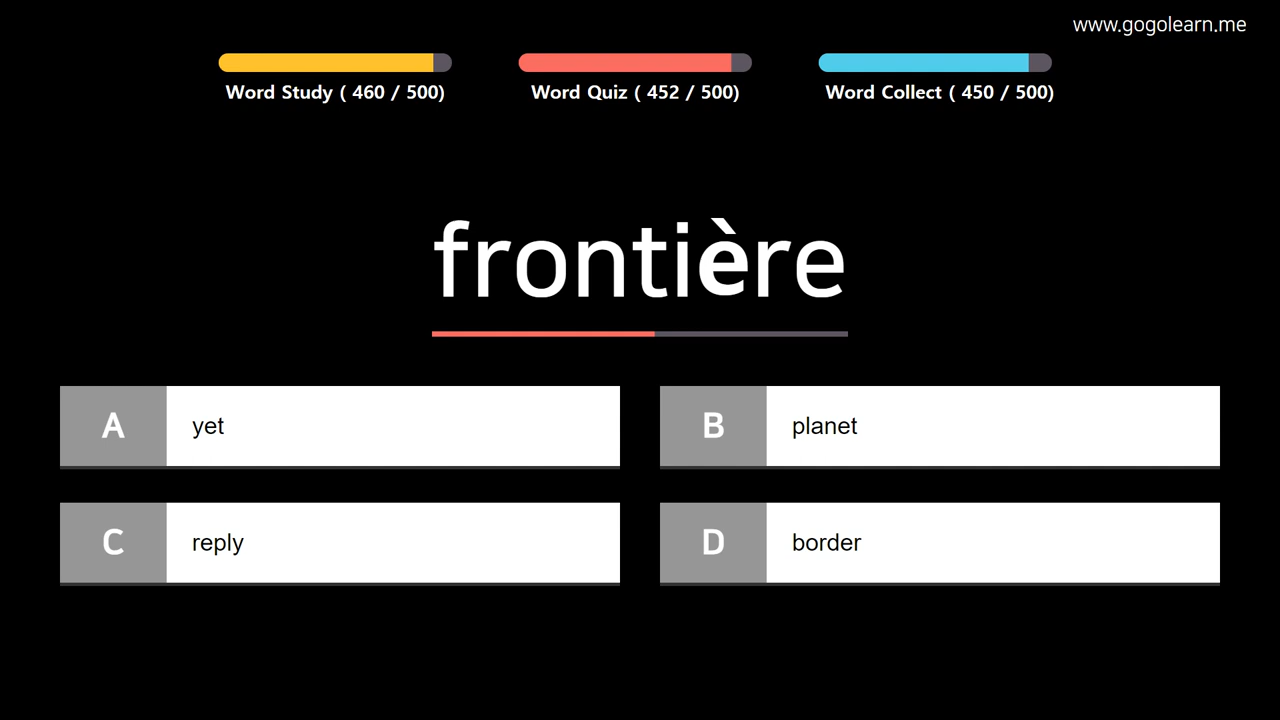 www.gogolearn.me
Word Study ( 460 / 500)
Word Quiz ( 452 / 500)
Word Collect ( 450 / 500)
frontière
A yet
B planet
C reply
D border